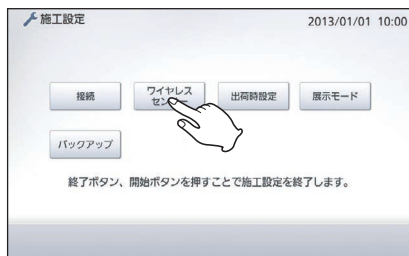 施工設定
2013/01/01 10:00
接続
ワイヤレス
センサー
出荷時設定
展示モード
バックアップ
終了ボタン、開始ボタンを押すことで施工設定を終了します。